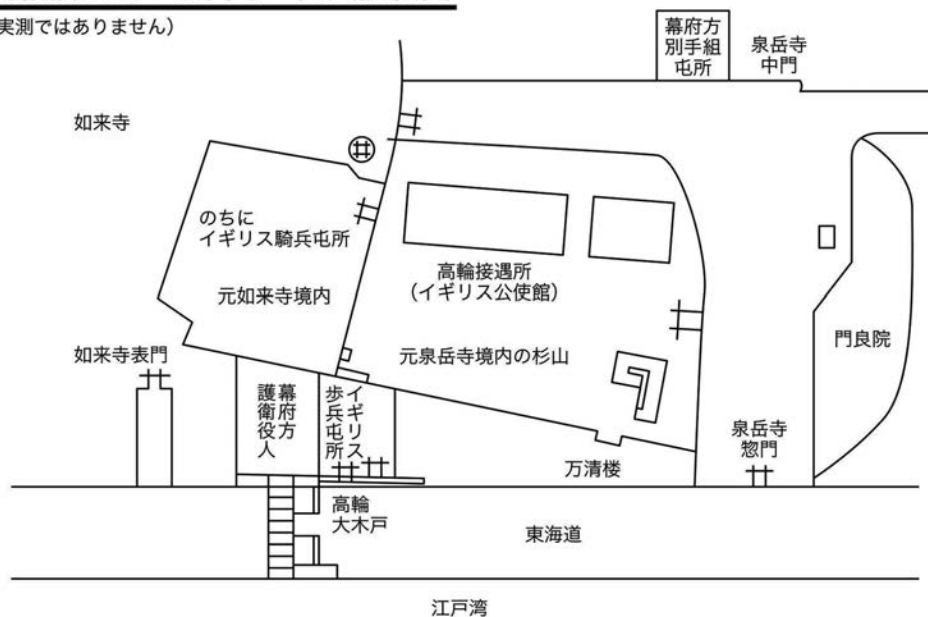 実測ではありません）
幕府方
別手組
屯所
泉岳寺
中門
如来寺
のちに
イギリス騎兵屯所
元如来寺境内
高輪接遇所
（イギリス公使館）
元泉岳寺境内の杉山
門良院
如来寺表門
幕府方
護衛役人
イギリス
歩兵屯所
泉岳寺
惣門
万清楼
高輪
大木戸
東海道
江戸湾